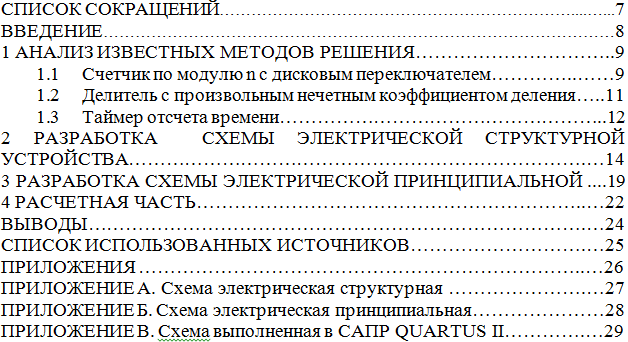 СПИСОК СОКРАЩЕНИЙ……………………………………………………...…..7
ВВЕДЕНИЕ………………………………………………………………………..8
1 АНАЛИЗ ИЗВЕСТНЫХ МЕТОДОВ РЕШЕНИЯ……………………………..9
1.1 Счетчик по модулю n с дисковым переключателем…………..……..9
1.2 Делитель с произвольным нечетным коэффициентом деления…..11
1.3 Таймер отсчета времени……………………………………………...12
2 РАЗРАБОТКА СХЕМЫ ЭЛЕКТРИЧЕСКОЙ СТРУКТУРНОЙ
УСТРОЙСТВА……………………………………………………………………14
3 РАЗРАБОТКА СХЕМЫ ЭЛЕКТРИЧЕСКОЙ ПРИНЦИПИАЛЬНОЙ ....19
4 РАСЧЕТНАЯ ЧАСТЬ…………………………………………………………..22
ВЫВОДЫ…………………………………………………………………………24
СПИСОК ИСПОЛЬЗОВАННЫХ ИСТОЧНИКОВ……………………………25
ПРИЛОЖЕНИЯ …………………………………………………………………..26
ПРИЛОЖЕНИЕ А. Схема электрическая структурная ………………………27
ПРИЛОЖЕНИЕ Б. Схема электрическая принципиальная…………………...28
ПРИЛОЖЕНИЕ В. Схема выполненная в САПР QUARTUS II………………29